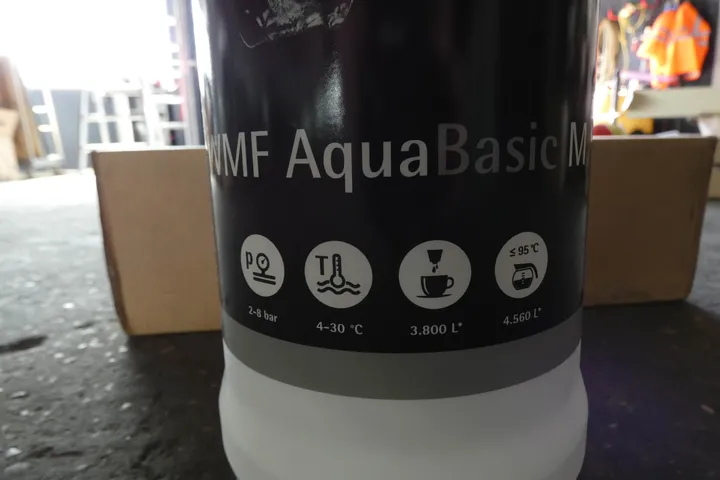 WMF AquaBasic M
P
T
≤ 95 °C
2-8 bar
4-30 °C
3.800 L*
4.560 L*